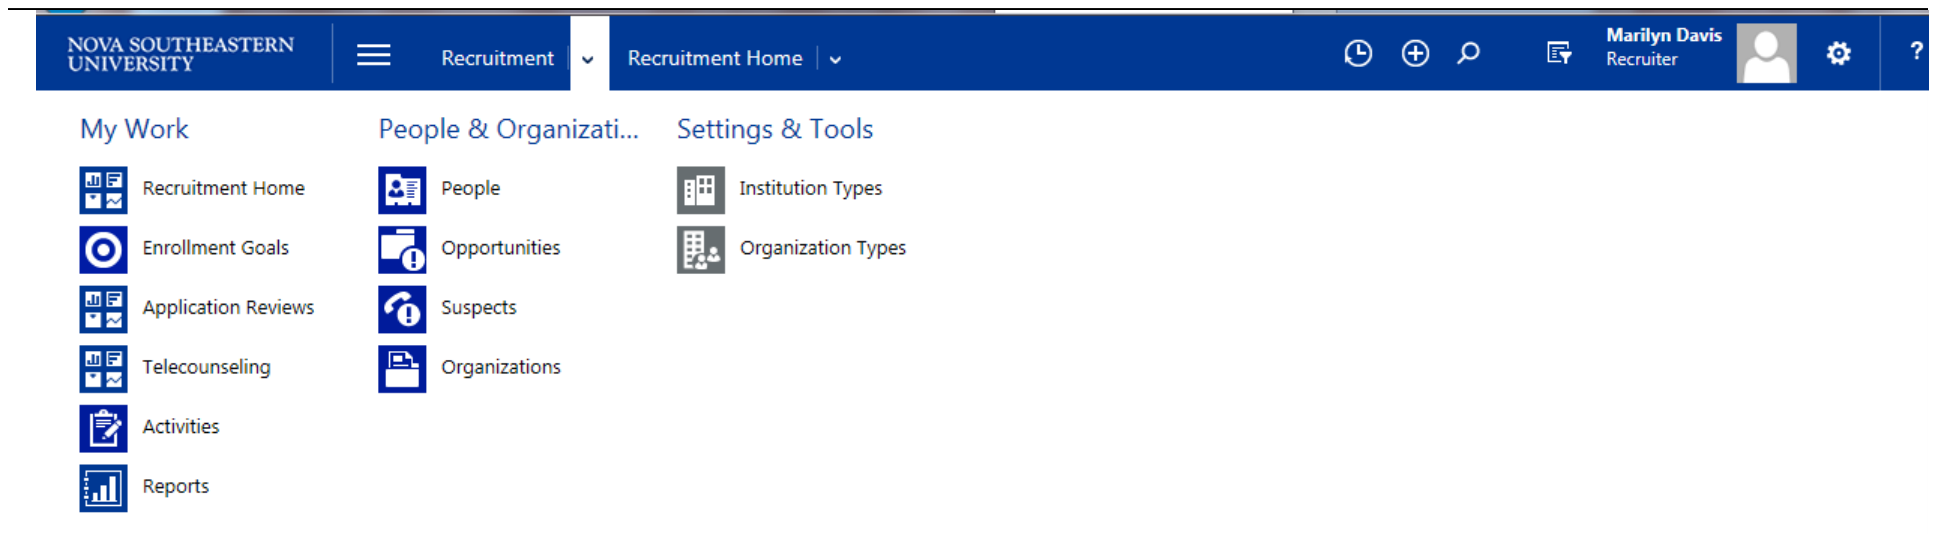 NOVA SOUTHEASTERN
UNIVERSITY
Recruitment
Recruitment Home
Marilyn Davis
Recruiter
?
My Work
Recruitment Home
Enrollment Goals
Application Reviews
Telecounseling
Activities
Reports
People & Organizati...
People
Opportunities
Suspects
Organizations
Settings & Tools
Institution Types
Organization Types